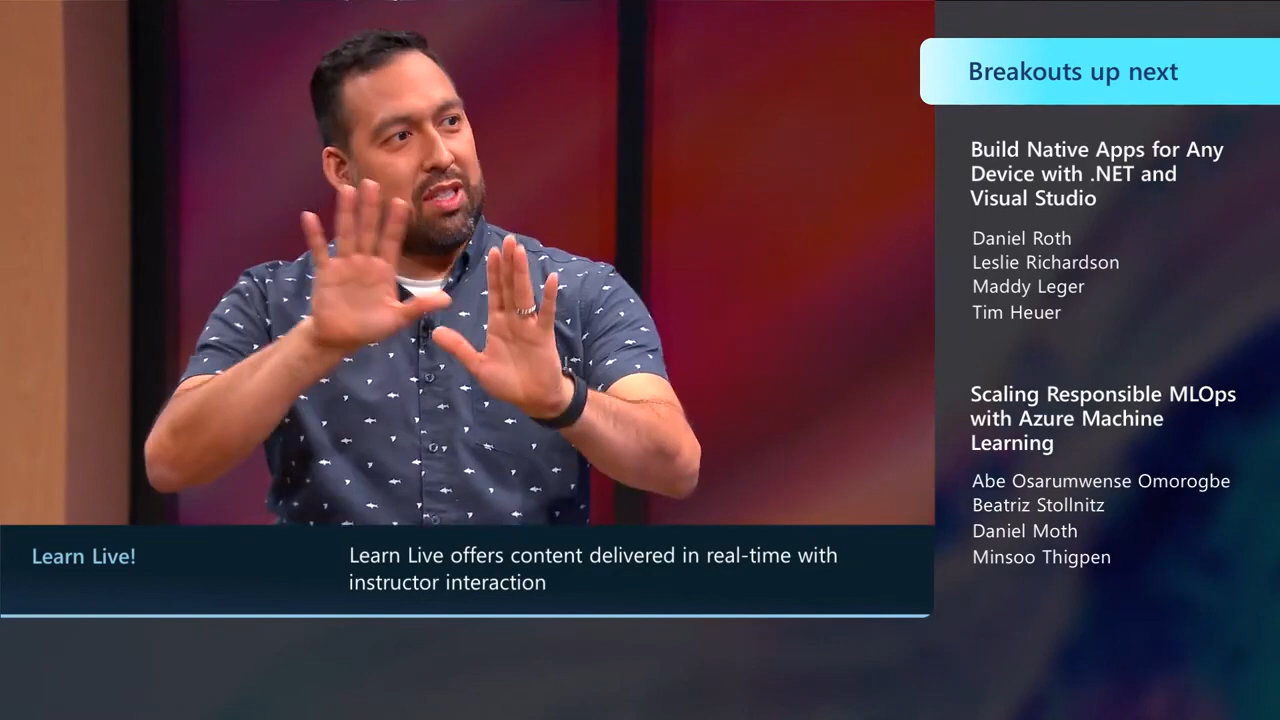 Breakouts up next
Build Native Apps for Any
Device with .NET and
Visual Studio
Daniel Roth
Leslie Richardson
Maddy Leger
Tim Heuer
Scaling Responsible MLOps
with Azure Machine
Learning
Abe Osarumwense Omorogbe
Beatriz Stollnitz
Daniel Moth
Minsoo Thigpen
Learn Live!
Learn Live offers content delivered in real-time with
instructor interaction